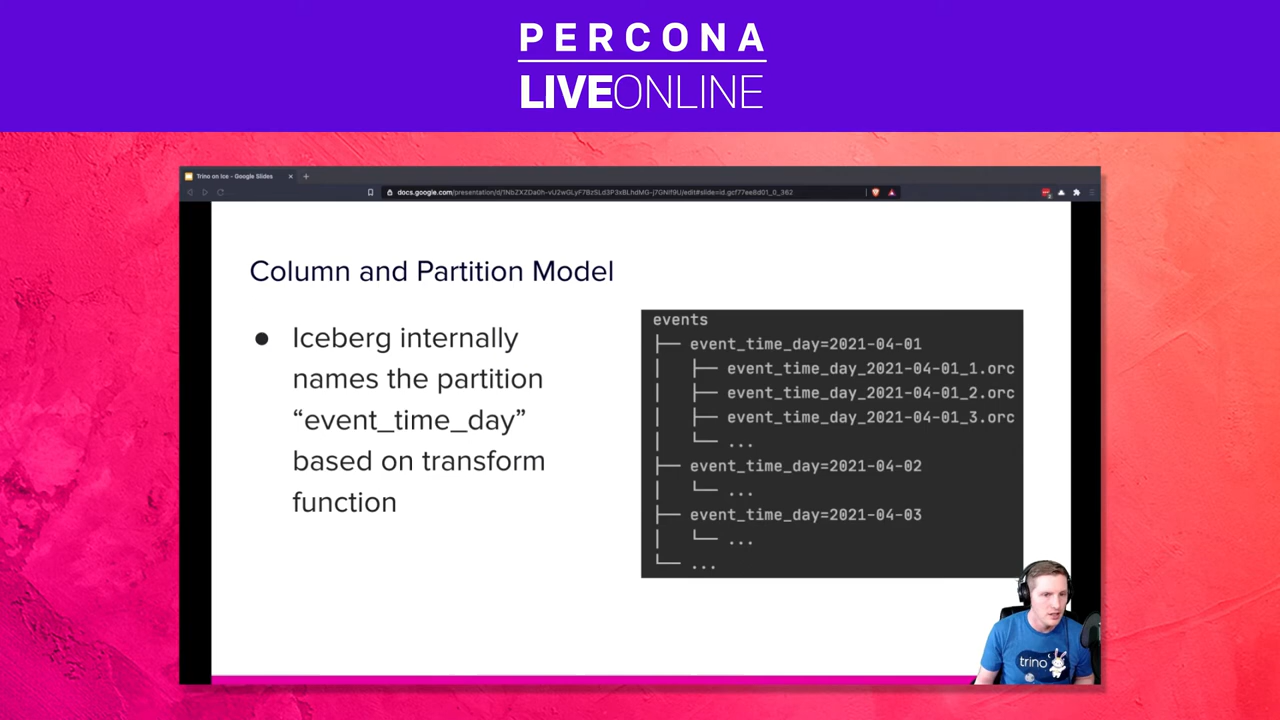 PERCONA
LIVEONLINE
Trino on Ice - Google Slides
Column and Partition Model
● Iceberg internally
names the partition
“event_time_day”
based on transform
function
events
├── event_time_day=2021-04-01
│   ├── event_time_day_2021-04-01_1.orc
│   ├── event_time_day_2021-04-01_2.orc
│   ├── event_time_day_2021-04-01_3.orc
│   └── ...
├── event_time_day=2021-04-02
│   └── ...
├── event_time_day=2021-04-03
│   └── ...
└── ...
trino